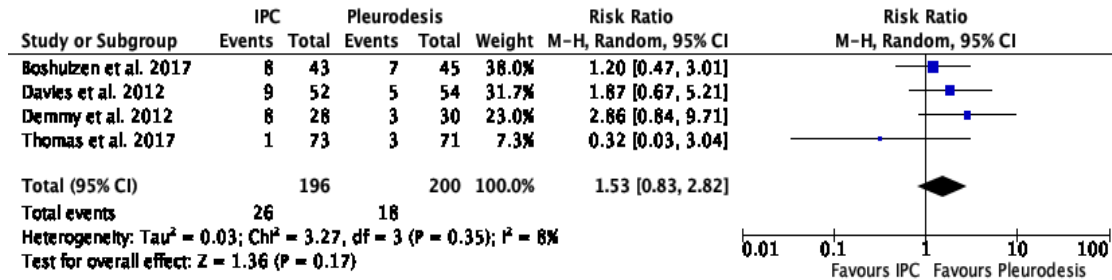 IPC Pleurodesis Risk Ratio Risk Ratio
Study or Subgroup Events Total Events Total Weight M-H, Random, 95% CI M-H, Random, 95% CI
Boshuizen et al. 2017 8 43 7 45 38.0% 1.20 [0.47, 3.01]
Davies et al. 2012 9 52 5 54 31.7% 1.87 [0.67, 5.21]
Demmy et al. 2012 8 28 3 30 23.0% 2.86 [0.84, 9.71]
Thomas et al. 2017 1 73 3 71 7.3% 0.32 [0.03, 3.04]
Total (95% CI) 196 200 100.0% 1.53 [0.83, 2.82]
Total events 26 18
Heterogeneity: Tau² = 0.03; Chi² = 3.27, df = 3 (P = 0.35); I² = 8%
Test for overall effect: Z = 1.36 (P = 0.17)
0.01 0.1 1 10 100
Favours IPC Favours Pleurodesis